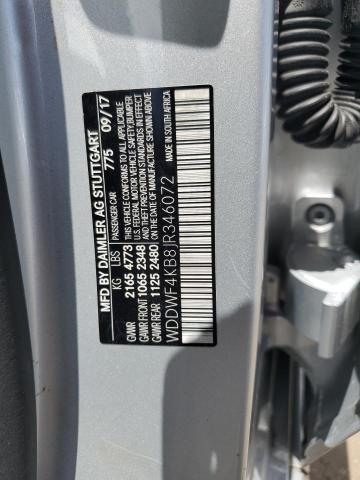 MFD BY DAIMLER AG STUTTGART
PASSENGER CAR 775 09/17
THIS VEHICLE CONFORMS TO ALL APPLICABLE
U.S. FEDERAL MOTOR VEHICLE SAFETY, BUMPER
AND THEFT PREVENTION STANDARDS IN EFFECT
ON THE DATE OF MANUFACTURE SHOWN ABOVE
KG LBS
GAWR 2165 4773
GAWR FRONT 1065 2348
GAWR REAR 1125 2480
MADE IN SOUTH AFRICA
WDDWF4KB8JR346072